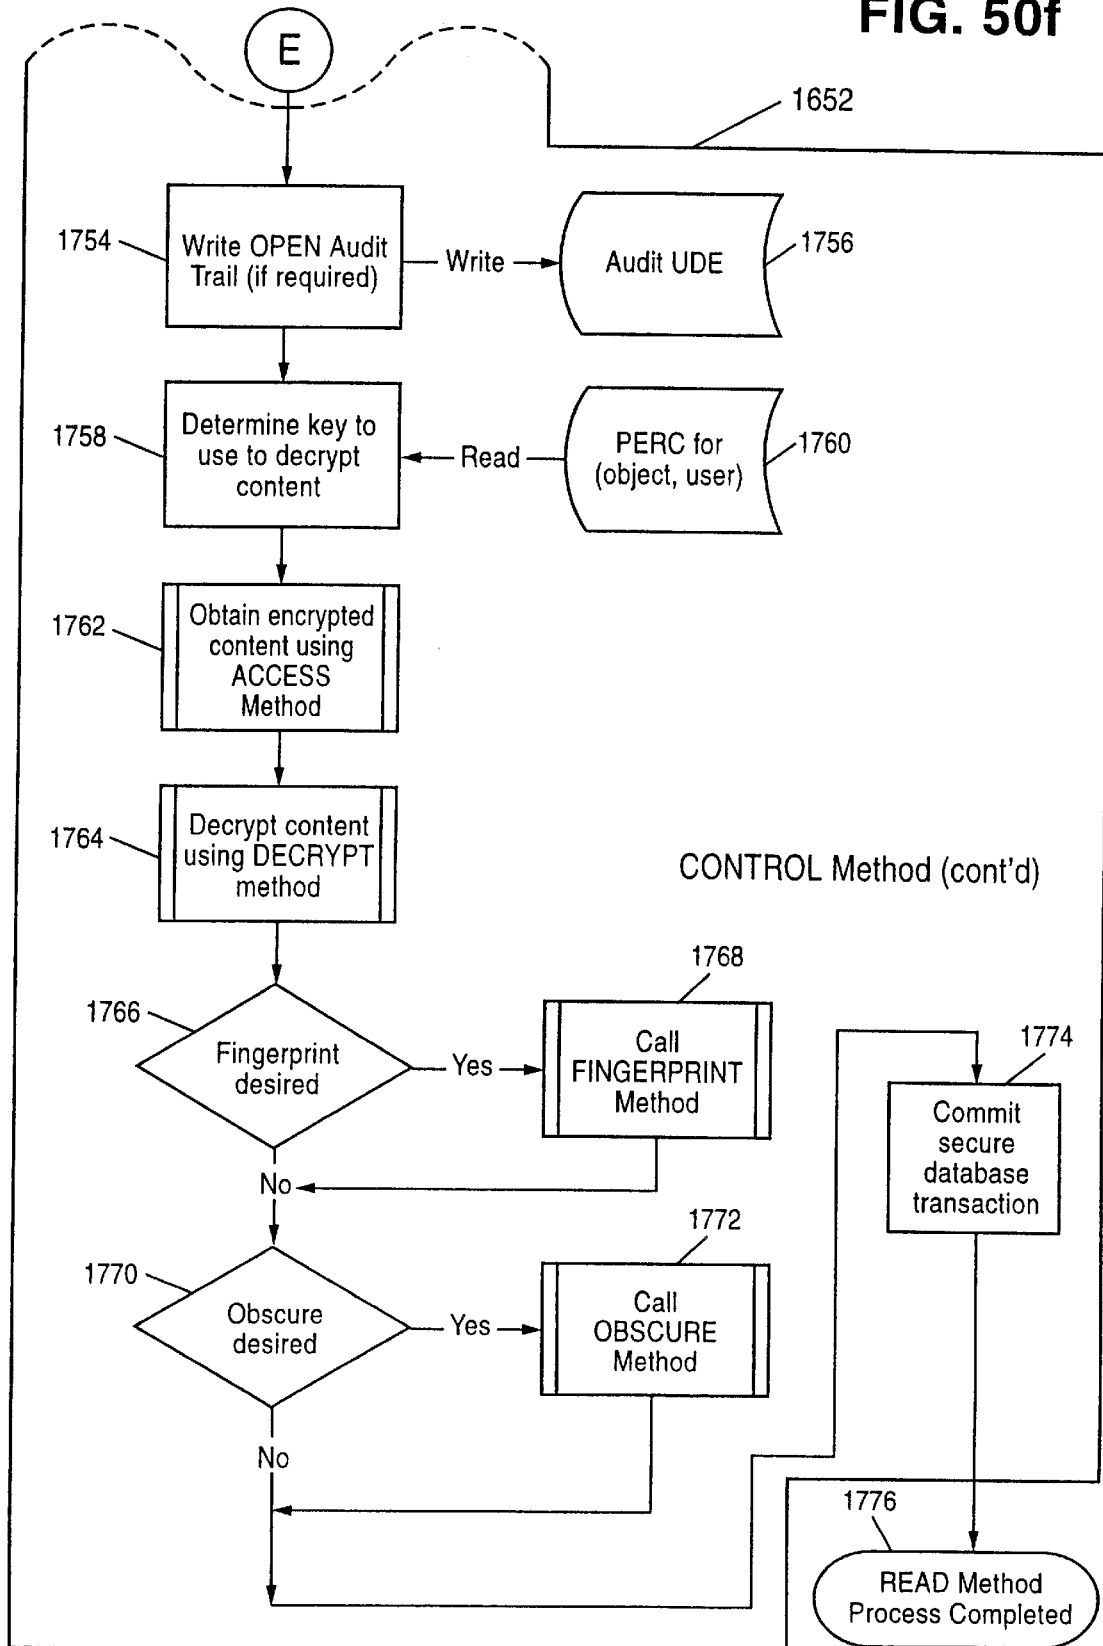 FIG. 50f
E
1652
1754
Write OPEN Audit
Trail (if required)
Write
Audit UDE
1756
1758
Determine key to
use to decrypt
content
Read
PERC for
(object, user)
1760
1762
Obtain encrypted
content using
ACCESS
Method
1764
Decrypt content
using DECRYPT
method
CONTROL Method (cont'd)
1766
Fingerprint
desired
Yes
1768
Call
FINGERPRINT
Method
No
1770
Obscure
desired
Yes
1772
Call
OBSCURE
Method
No
1774
Commit
secure
database
transaction
1776
READ Method
Process Completed